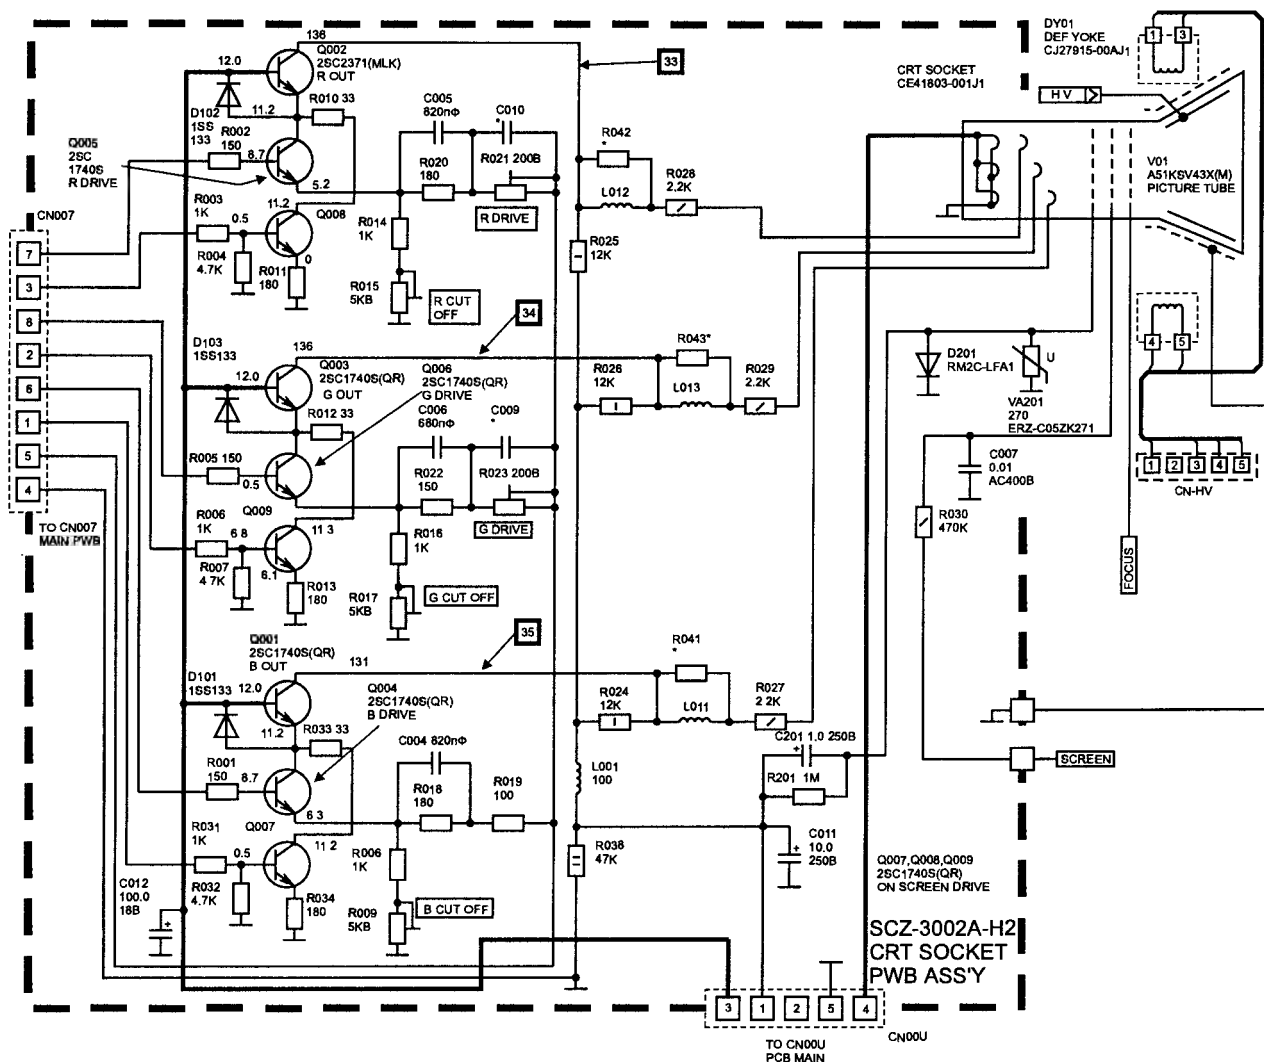 136
Q002
2SC2371(MLK)
R OUT
12.0
33
DY01
DEF YOKE
CJ27915-00AJ1
1
3
CRT SOCKET
CE41803-001J1
HV
R010 33
11.2
D102
1SS
133
R002
150
8.7
C005
820пФ
*C010
R042
*
Q005
2SC
1740S
R DRIVE
V01
A51KSV43X(M)
PICTURE TUBE
R020
180
R021 200B
R028
2.2K
L012
5.2
R DRIVE
CN007
R003
1K
0.5
11.2
Q008
R014
1K
R004
4.7K
R011
180
0
R025
12K
R015
5KB
R CUT
OFF
7
3
8
2
6
1
5
4
34
D103
1SS133
136
Q003
2SC1740S(QR)
G OUT
Q006
2SC1740S(QR)
G DRIVE
12.0
R043*
R026
12K
L013
R029
2.2K
D201
RM2C-LFA1
U
VA201
270
ERZ-C05ZK271
4
5
C006
680пФ
C009
*
R012 33
R005 150
0.5
R022
150
R023 200B
C007
0.01
AC400B
1
2
3
4
5
CN-HV
G DRIVE
R030
470K
TO CN007
MAIN PWB
R006
1K
Q009
6 8
11 3
R016
1K
R007
4 7K
6.1
R013
180
R017
5KB
G CUT OFF
FOCUS
35
Q001
2SC1740S(QR)
B OUT
131
R041
*
D101
1SS133
12.0
Q004
2SC1740S(QR)
B DRIVE
R024
12K
L011
R027
2 2K
11.2
R033 33
C004 820пФ
C201 1.0 250B
+
SCREEN
R001
150
8.7
R018
180
R019
100
L001
100
R201 1M
6 3
R031
1K
Q007
0.5
11 2
R006
1K
R038
47K
C011
10.0
250B
+
Q007,Q008,Q009
2SC1740S(QR)
ON SCREEN DRIVE
C012
100.0
18B
+
R032
4.7K
R034
180
R009
5KB
B CUT OFF
SCZ-3002A-H2
CRT SOCKET
PWB ASS'Y
3
1
2
5
4
CN00U
TO CN00U
PCB MAIN